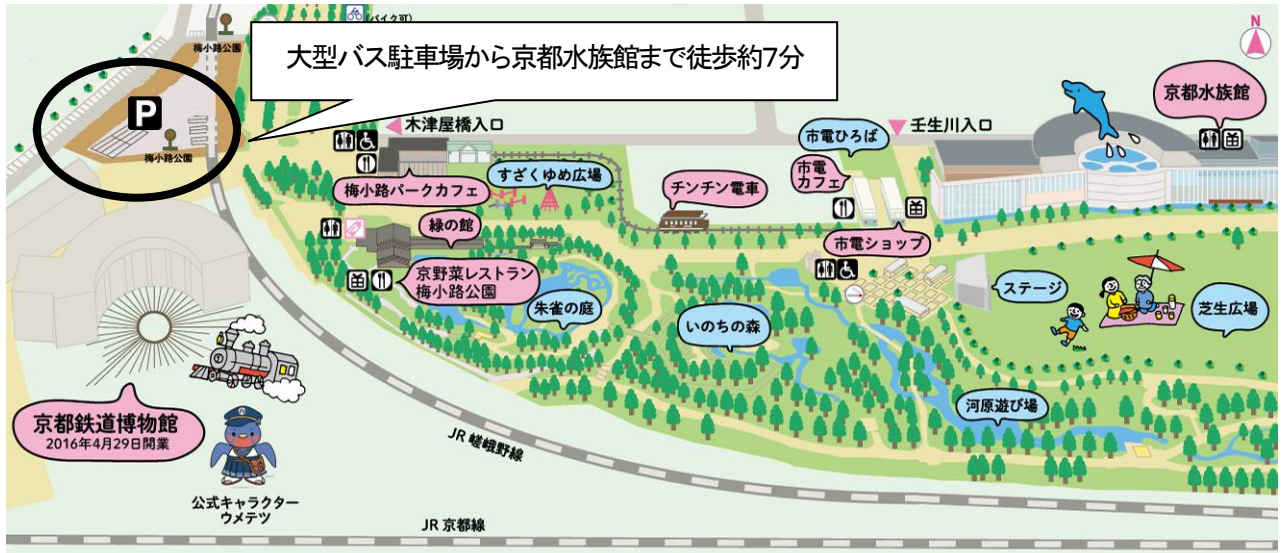 (バイク可)
梅小路公園
大型バス駐車場から京都水族館まで徒歩約7分
N
P
梅小路公園
木津屋橋入口
市電ひろば
壬生川入口
京都水族館
梅小路パークカフェ
すざくゆめ広場
チンチン電車
市電
カフェ
緑の館
市電ショップ
京野菜レストラン
梅小路公園
朱雀の庭
いのちの森
ステージ
芝生広場
河原遊び場
京都鉄道博物館
2016年4月29日開業
JR 嵯峨野線
公式キャラクター
ウメテツ
JR 京都線